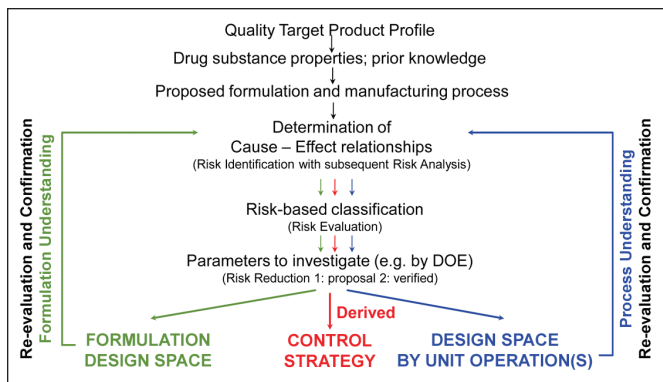 Quality Target Product Profile
Drug substance properties; prior knowledge
Proposed formulation and manufacturing process
Determination of
Cause – Effect relationships
(Risk Identification with subsequent Risk Analysis)
Risk-based classification
(Risk Evaluation)
Parameters to investigate (e.g. by DOE)
(Risk Reduction 1: proposal 2: verified)
Derived
FORMULATION
DESIGN SPACE
CONTROL
STRATEGY
DESIGN SPACE
BY UNIT OPERATION(S)
Re-evaluation and Confirmation
Formulation Understanding
Process Understanding
Re-evaluation and Confirmation